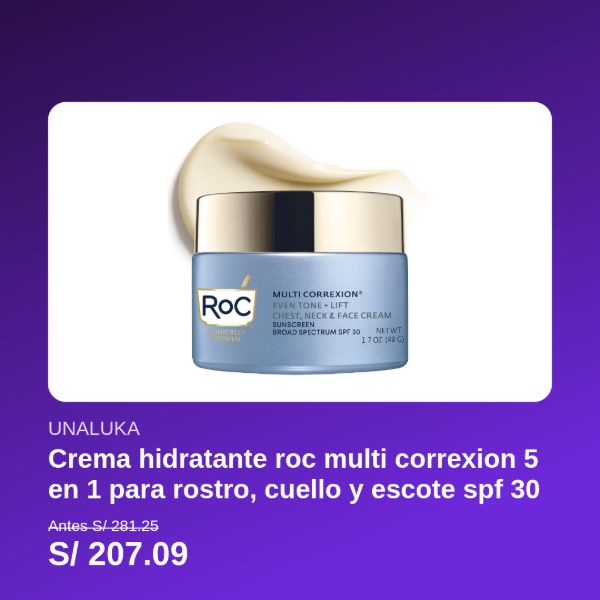 RoC
CLINICALLY
PROVEN
MULTI CORREXION®
EVEN TONE + LIFT
CHEST, NECK & FACE CREAM
SUNSCREEN
BROAD SPECTRUM SPF 30
NET WT.
1.7 OZ (48 G)
UNALUKA
Crema hidratante roc multi correxion 5
en 1 para rostro, cuello y escote spf 30
Antes S/ 281.25
S/ 207.09